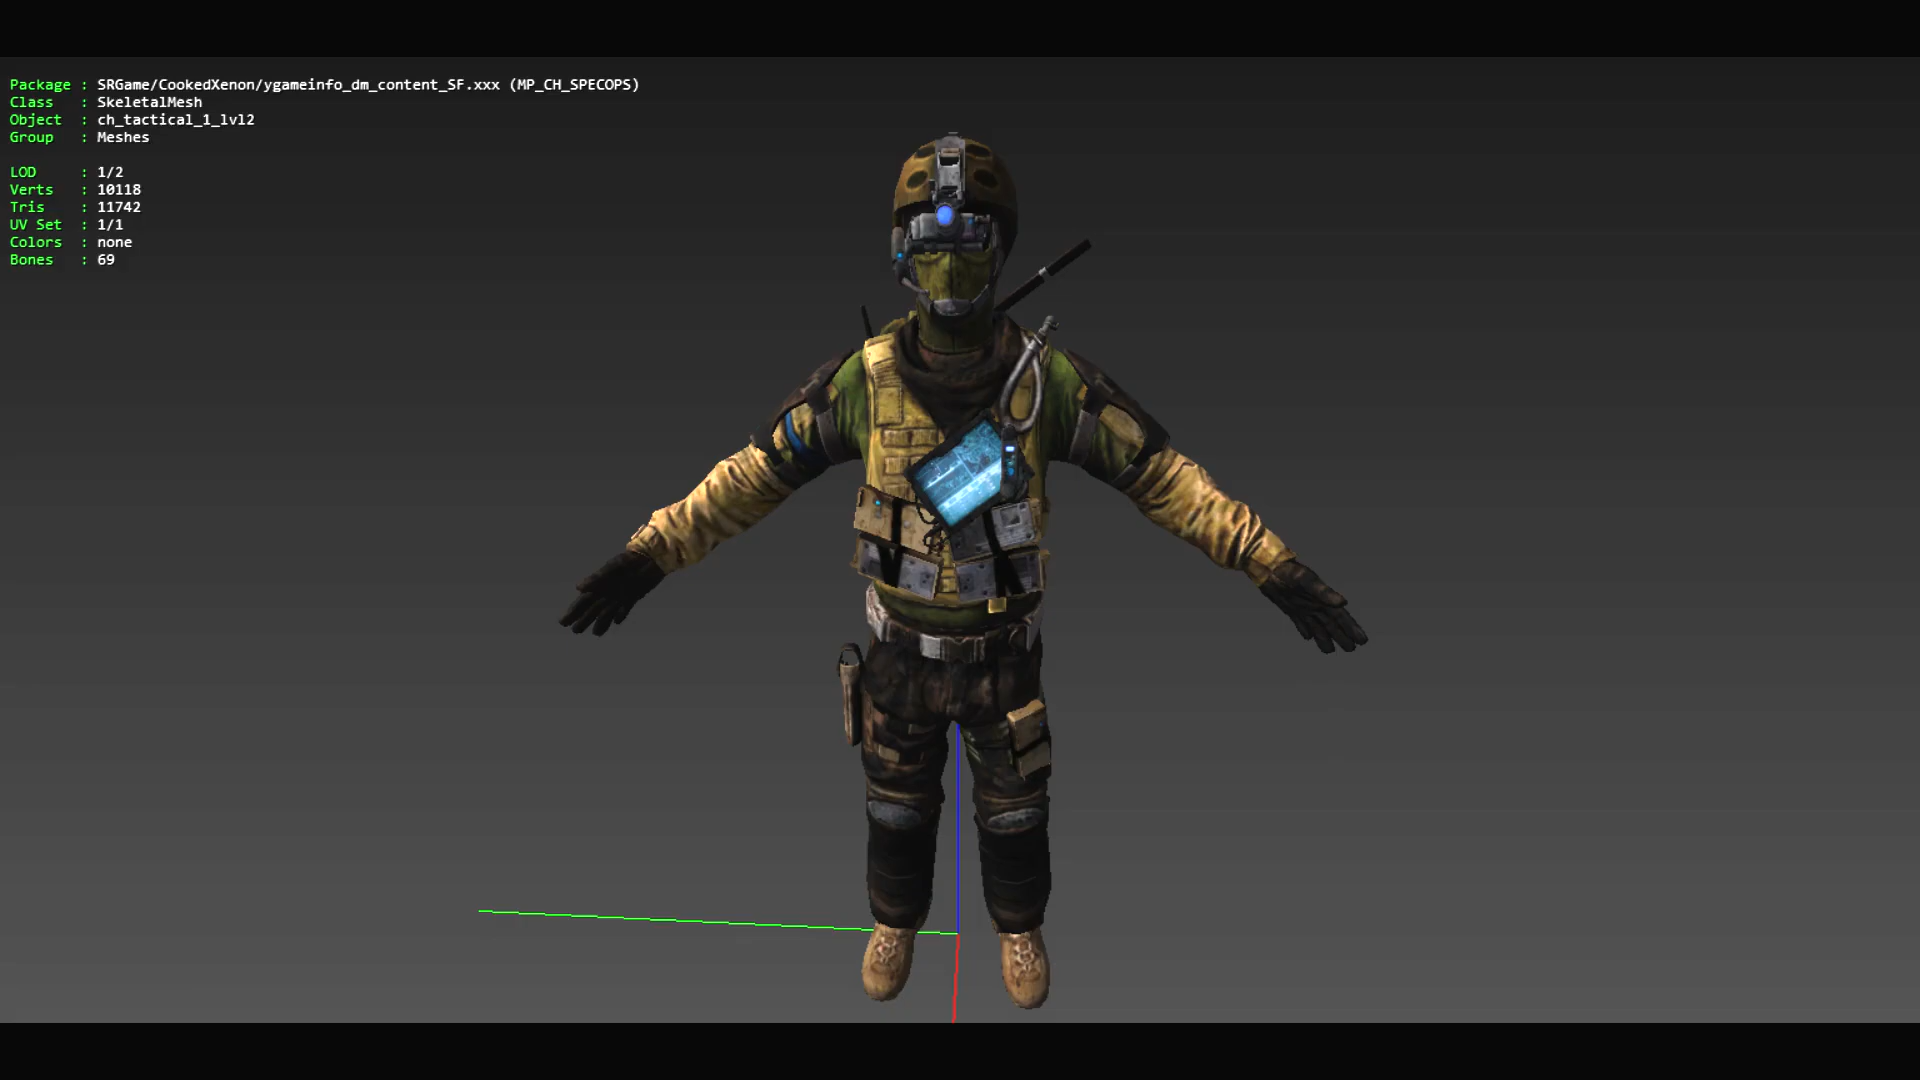 Package : SRGame/CookedXenon/ygameinfo_dm_content_SF.xxx (MP_CH_SPECOPS)
Class : SkeletalMesh
Object : ch_tactical_1_lvl2
Group : Meshes
LOD : 1/2
Verts : 10118
Tris : 11742
UV Set : 1/1
Colors : none
Bones : 69